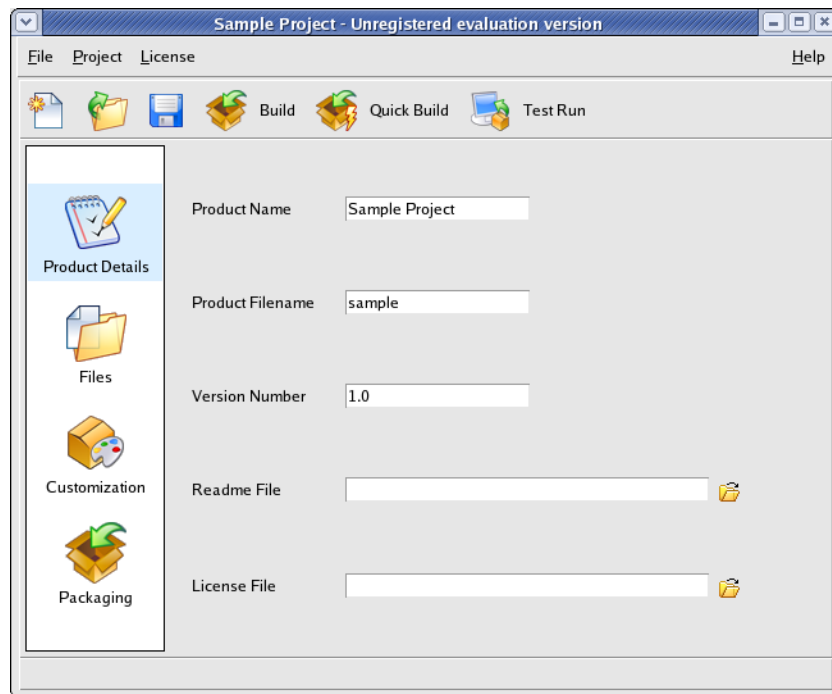 Sample Project - Unregistered evaluation version
File Project License Help
Build Quick Build Test Run
Product Details
Files
Customization
Packaging
Product Name Sample Project
Product Filename sample
Version Number 1.0
Readme File
License File